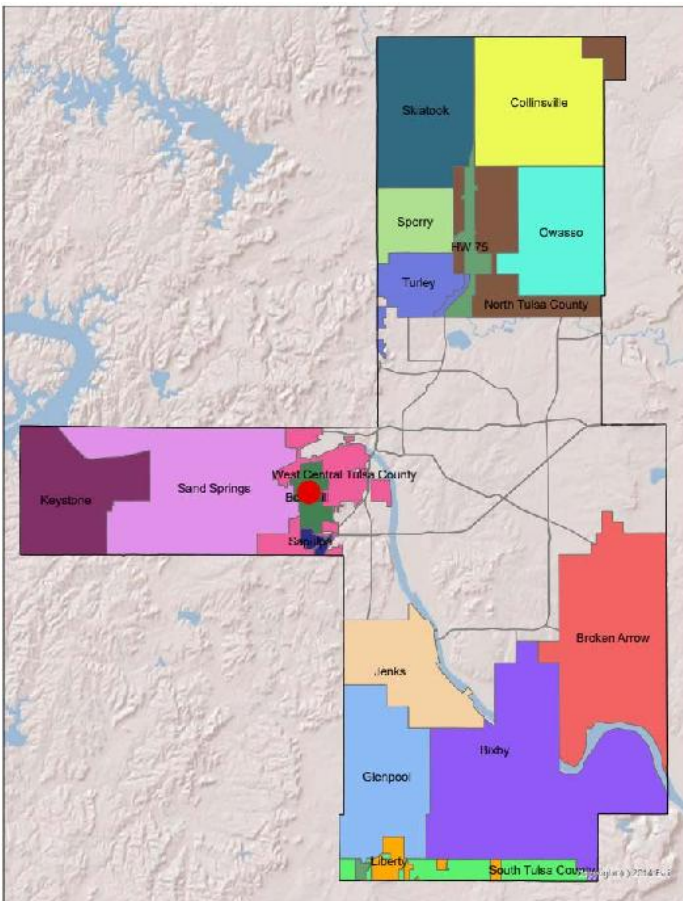 Skiatook
Collinsville
Sperry
Owasso
HW 75
Turley
North Tulsa County
West Central Tulsa County
Keystone
Sand Springs
Broken Arrow
Jenks
Bixby
Glenpool
Liberty
South Tulsa County